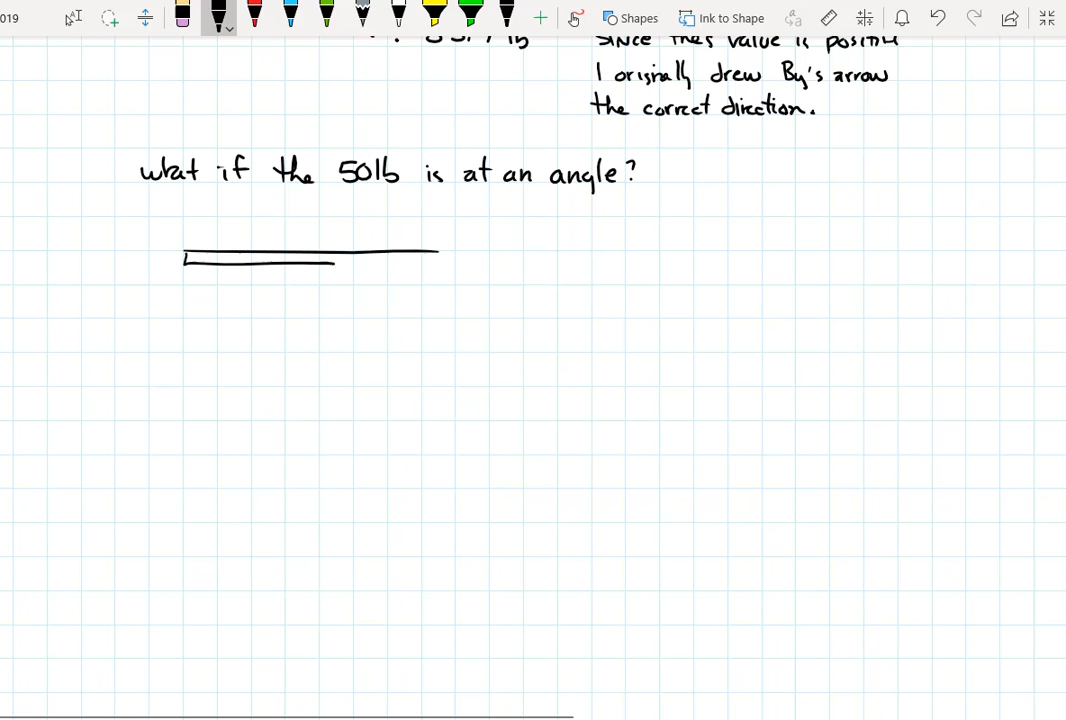 019
Shapes
Ink to Shape
since this value is positive
I originally drew By's arrow
the correct direction.
what if the 50lb is at an angle?